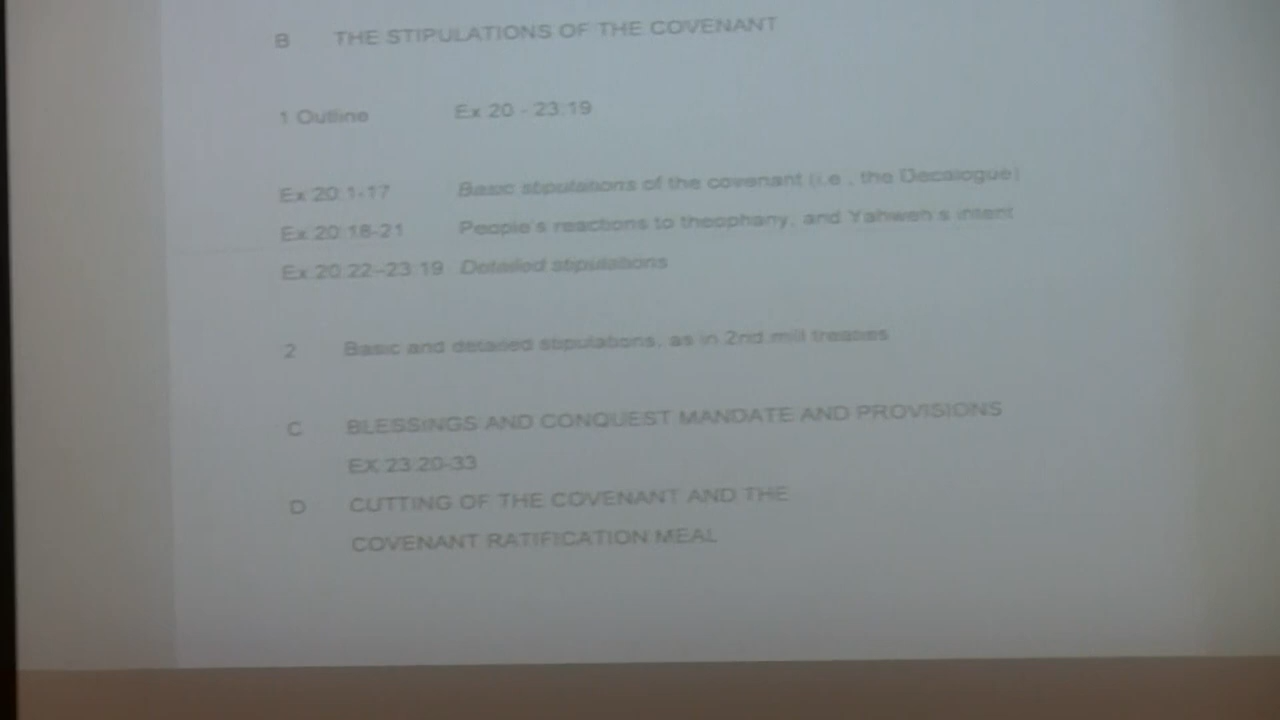 B THE STIPULATIONS OF THE COVENANT
1 Outline Ex 20 - 23:19
Ex 20:1-17 Basic stipulations of the covenant (i.e., the Decalogue)
Ex 20:18-21 People's reactions to theophany, and Yahweh's intent
Ex 20:22–23:19 Detailed stipulations
2 Basic and detailed stipulations, as in 2nd mill treaties
C BLESSINGS AND CONQUEST MANDATE AND PROVISIONS
EX 23:20-33
D CUTTING OF THE COVENANT AND THE
COVENANT RATIFICATION MEAL